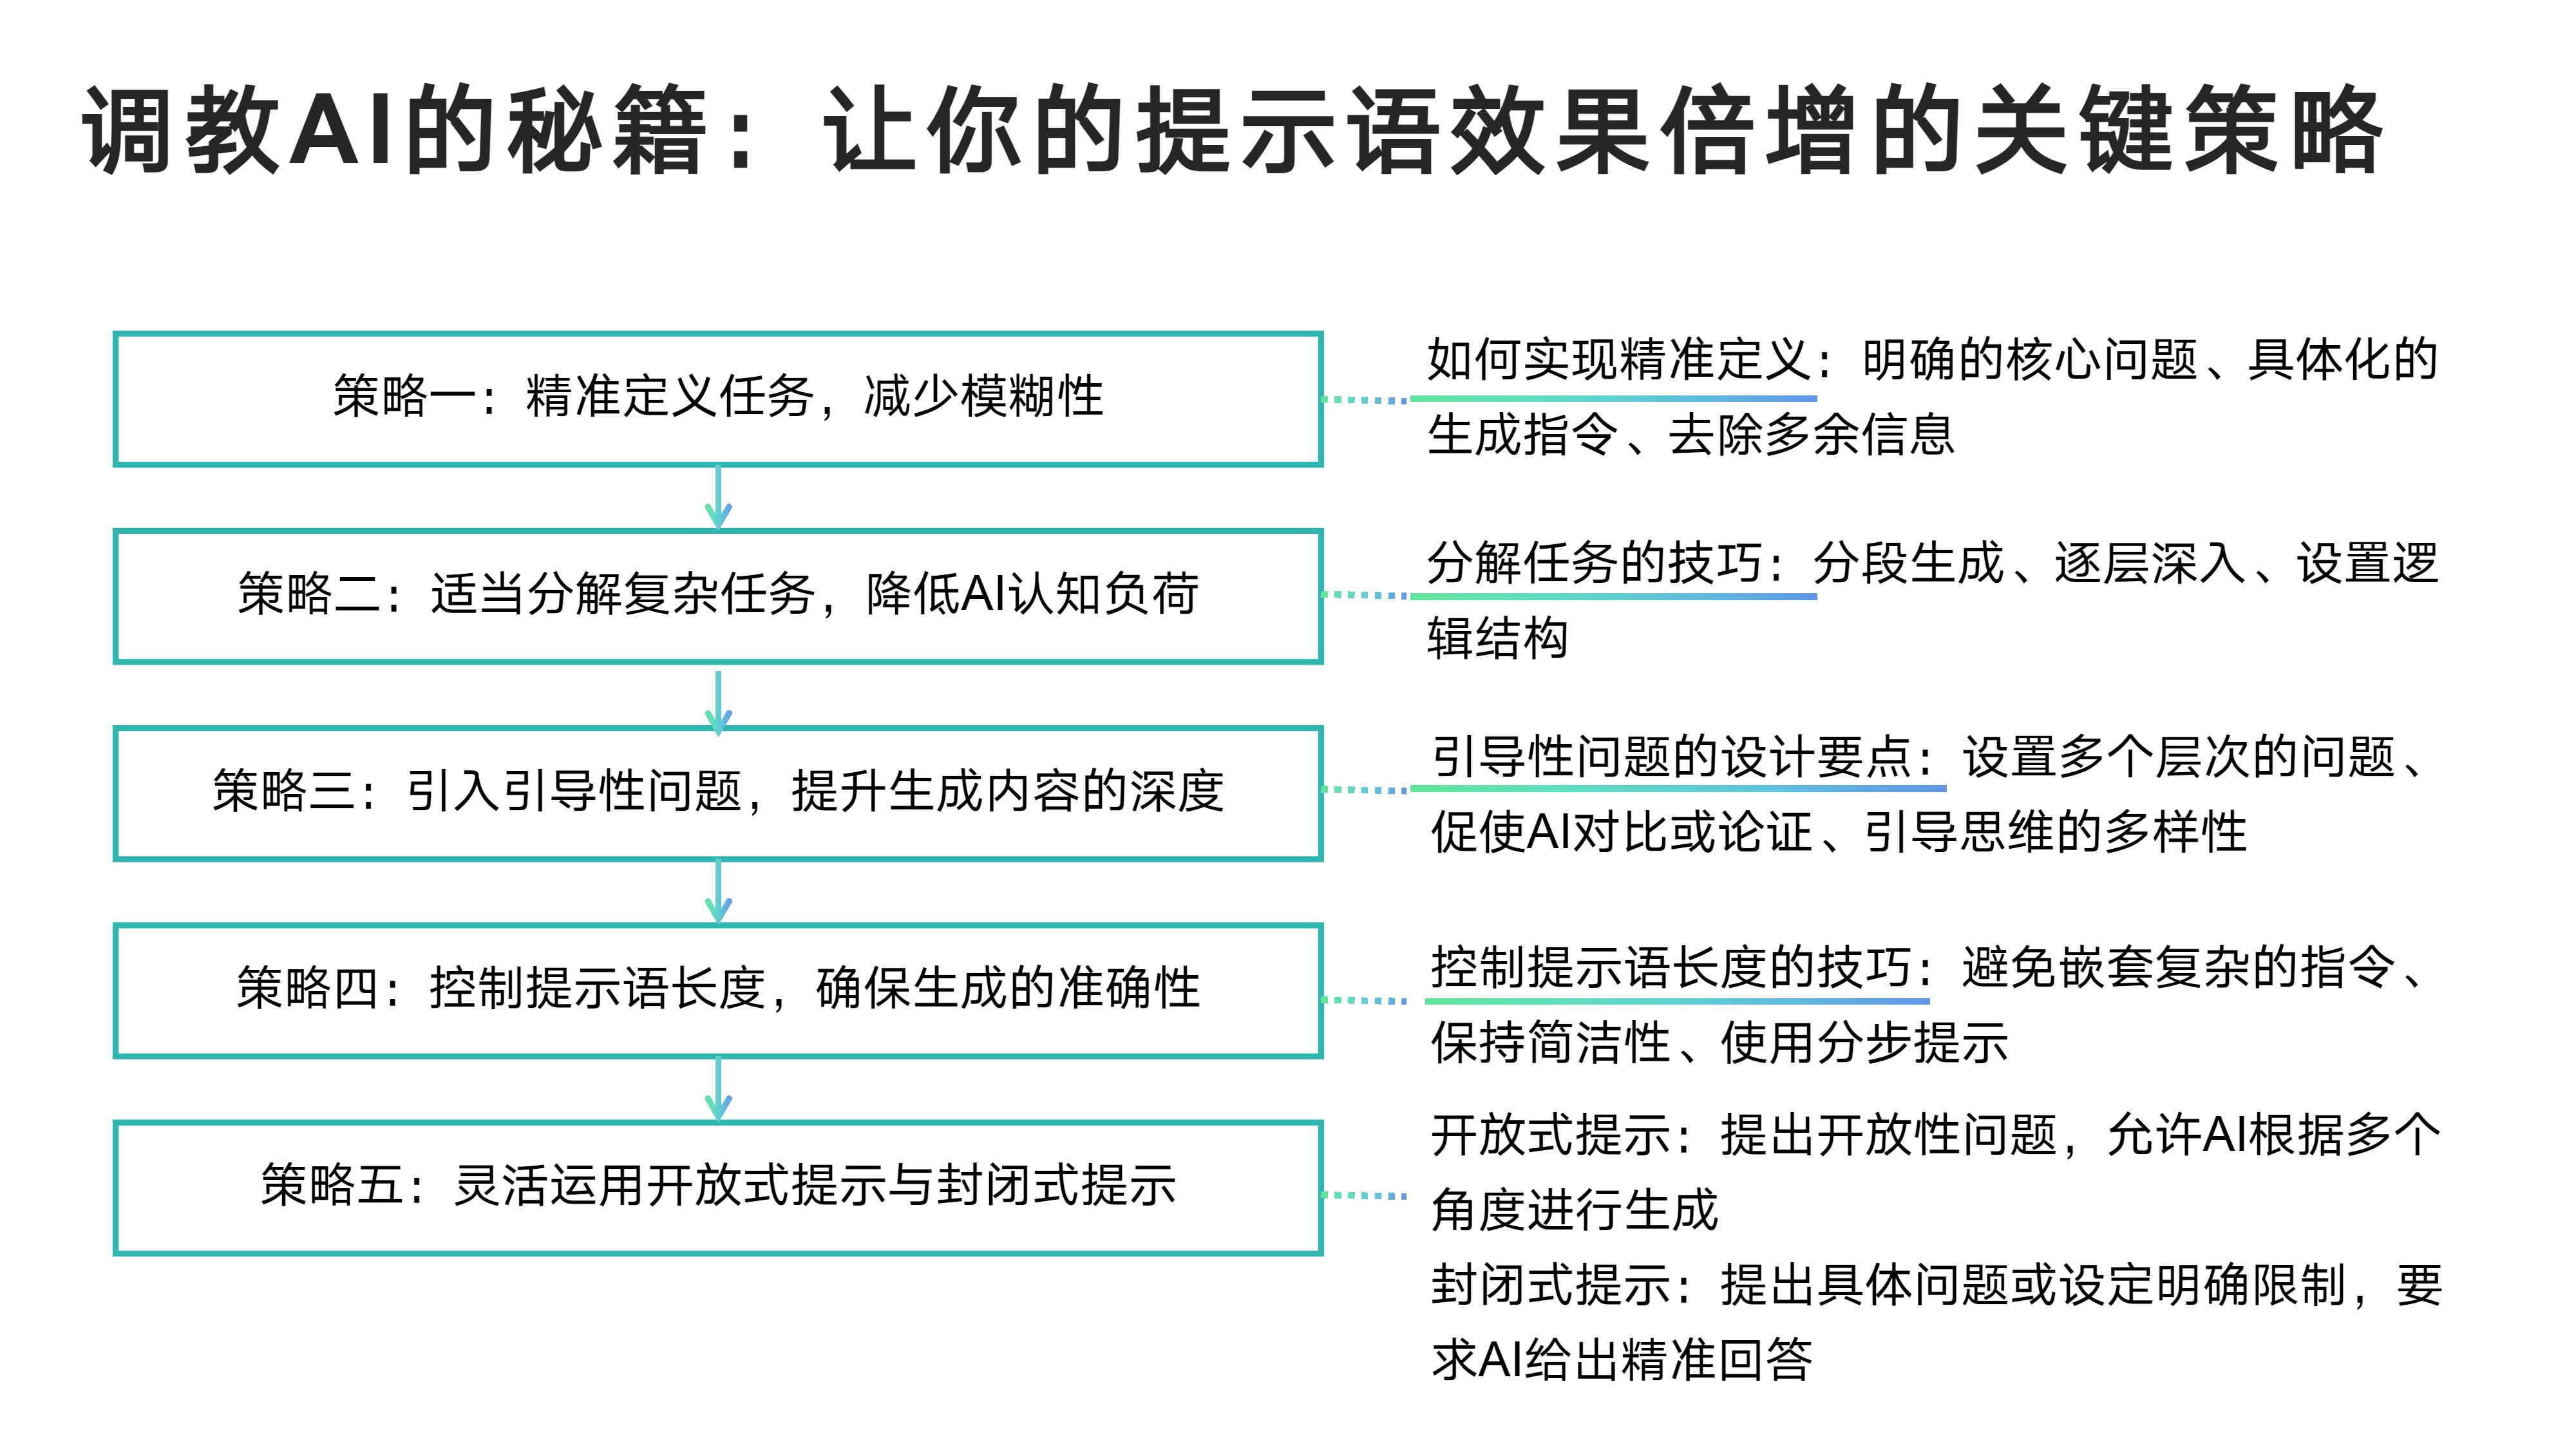 调教AI的秘籍：让你的提示语效果倍增的关键策略
策略一：精准定义任务，减少模糊性
如何实现精准定义：明确的核心问题、具体化的
生成指令、去除多余信息
策略二：适当分解复杂任务，降低AI认知负荷
分解任务的技巧：分段生成、逐层深入、设置逻
辑结构
策略三：引入引导性问题，提升生成内容的深度
引导性问题的设计要点：设置多个层次的问题、
促使AI对比或论证、引导思维的多样性
策略四：控制提示语长度，确保生成的准确性
控制提示语长度的技巧：避免嵌套复杂的指令、
保持简洁性、使用分步提示
策略五：灵活运用开放式提示与封闭式提示
开放式提示：提出开放性问题，允许AI根据多个
角度进行生成
封闭式提示：提出具体问题或设定明确限制，要
求AI给出精准回答